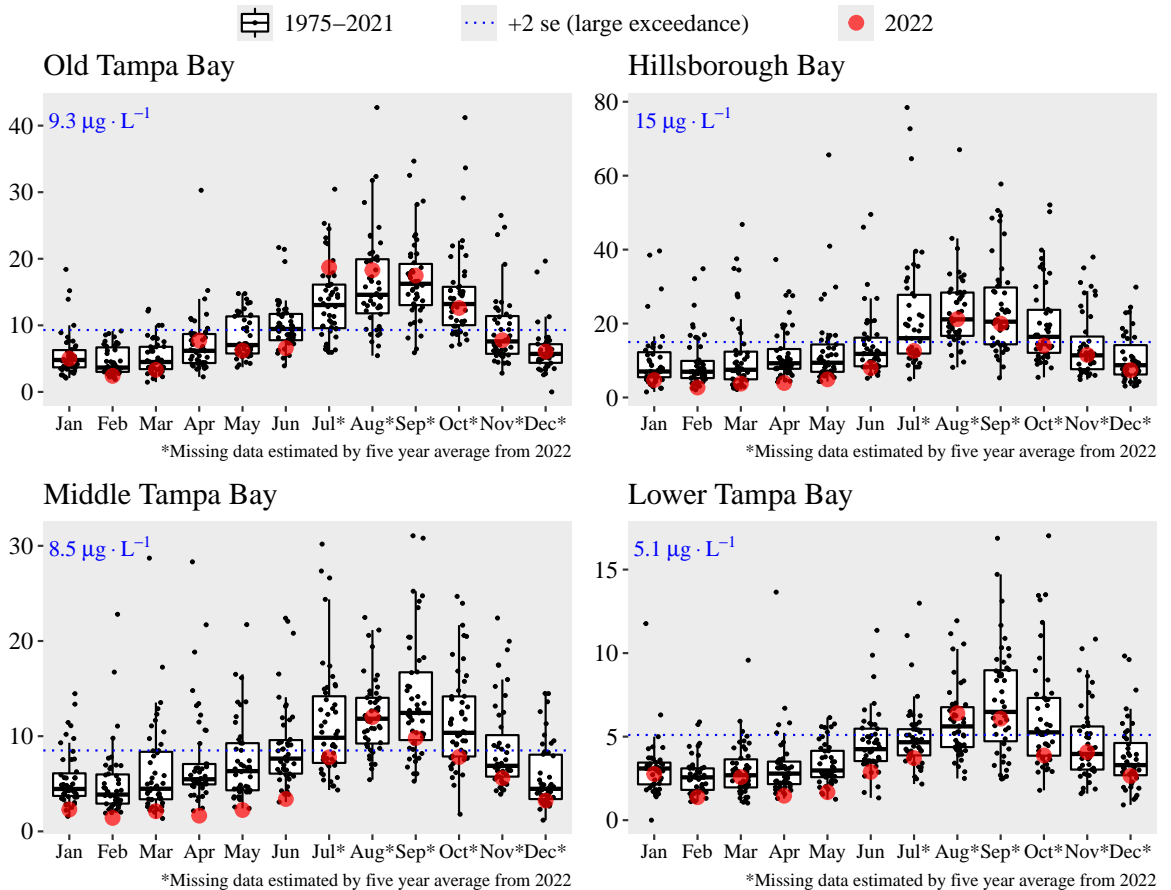 1975–2021 +2 se (large exceedance) 2022
Old Tampa Bay
9.3 μg · L⁻¹
40
30
20
10
0
Jan Feb Mar Apr May Jun Jul* Aug* Sep* Oct* Nov* Dec*
*Missing data estimated by five year average from 2022
Hillsborough Bay
15 μg · L⁻¹
80
60
40
20
0
Jan Feb Mar Apr May Jun Jul* Aug* Sep* Oct* Nov* Dec*
*Missing data estimated by five year average from 2022
Middle Tampa Bay
8.5 μg · L⁻¹
30
20
10
0
Jan Feb Mar Apr May Jun Jul* Aug* Sep* Oct* Nov* Dec*
*Missing data estimated by five year average from 2022
Lower Tampa Bay
5.1 μg · L⁻¹
15
10
5
0
Jan Feb Mar Apr May Jun Jul* Aug* Sep* Oct* Nov* Dec*
*Missing data estimated by five year average from 2022